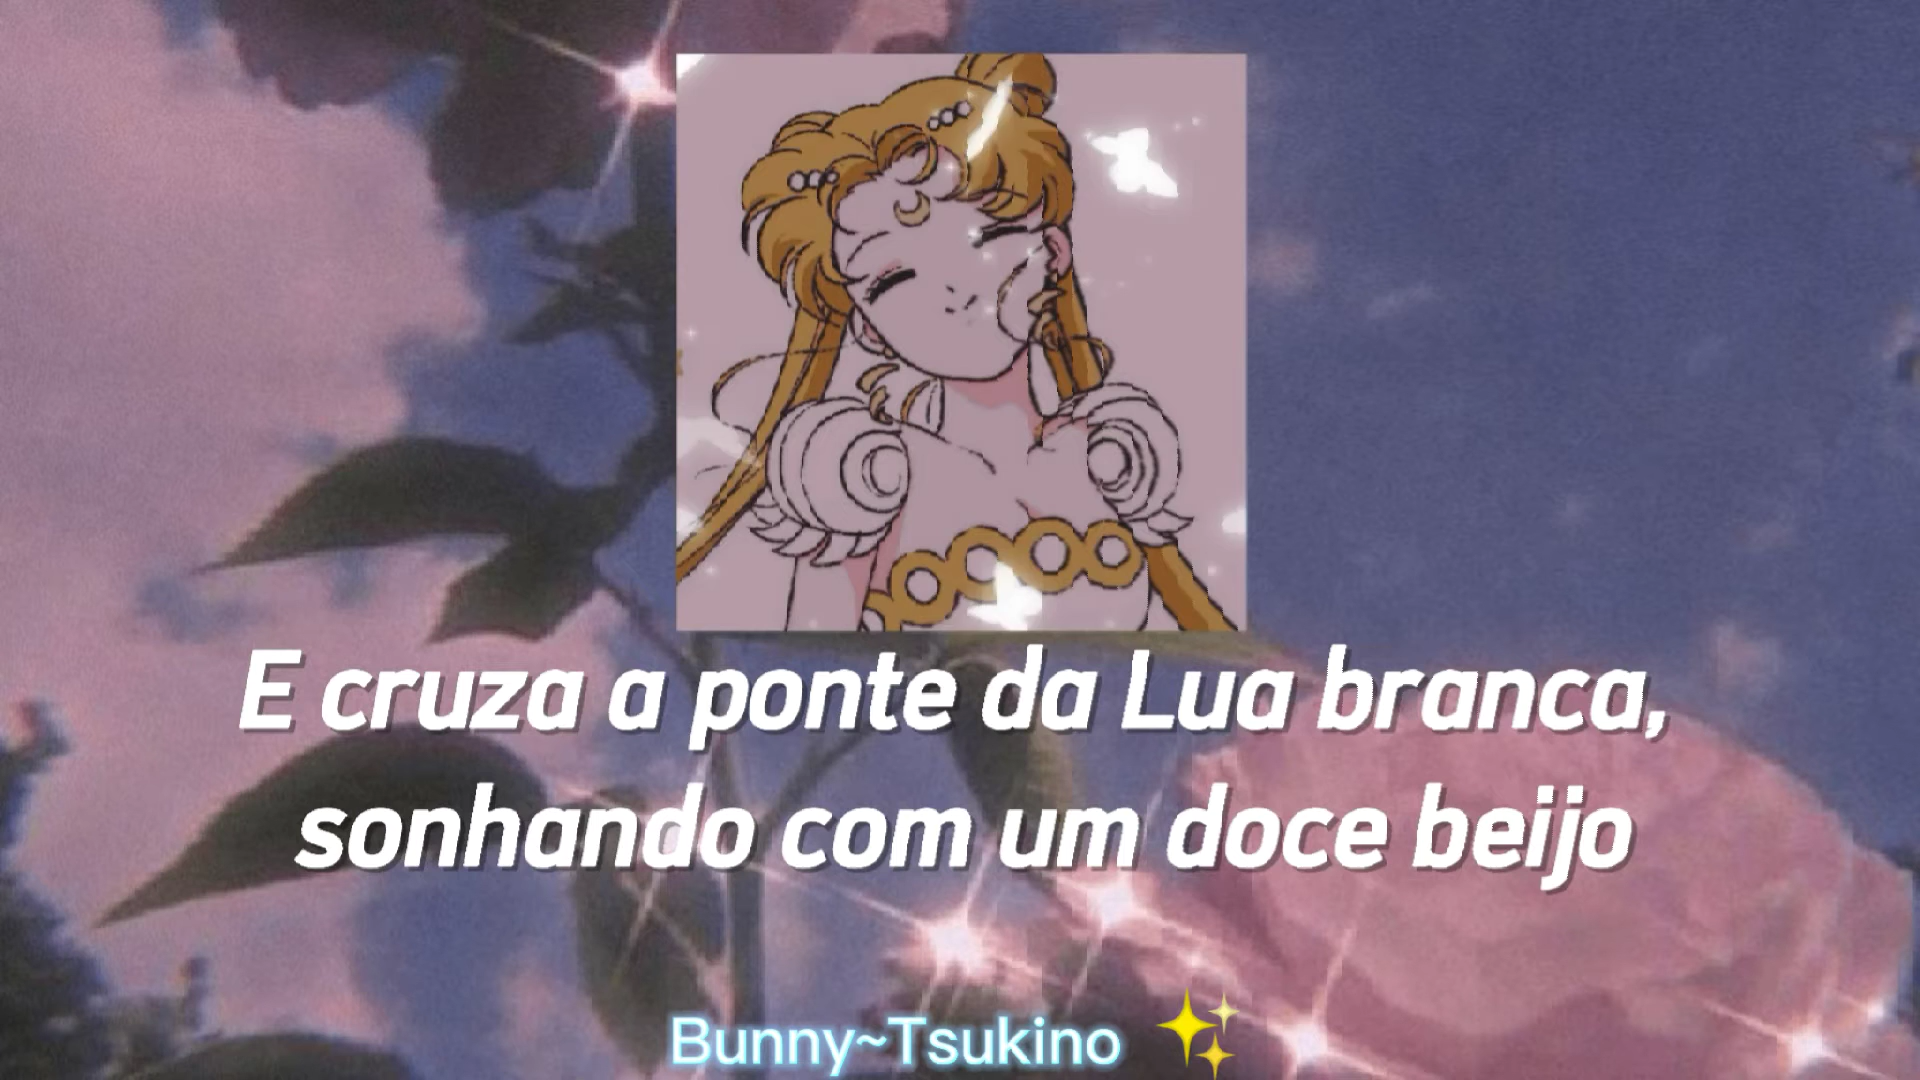 E cruza a ponte da Lua branca,
sonhando com um doce beijo
Bunny~Tsukino ✨